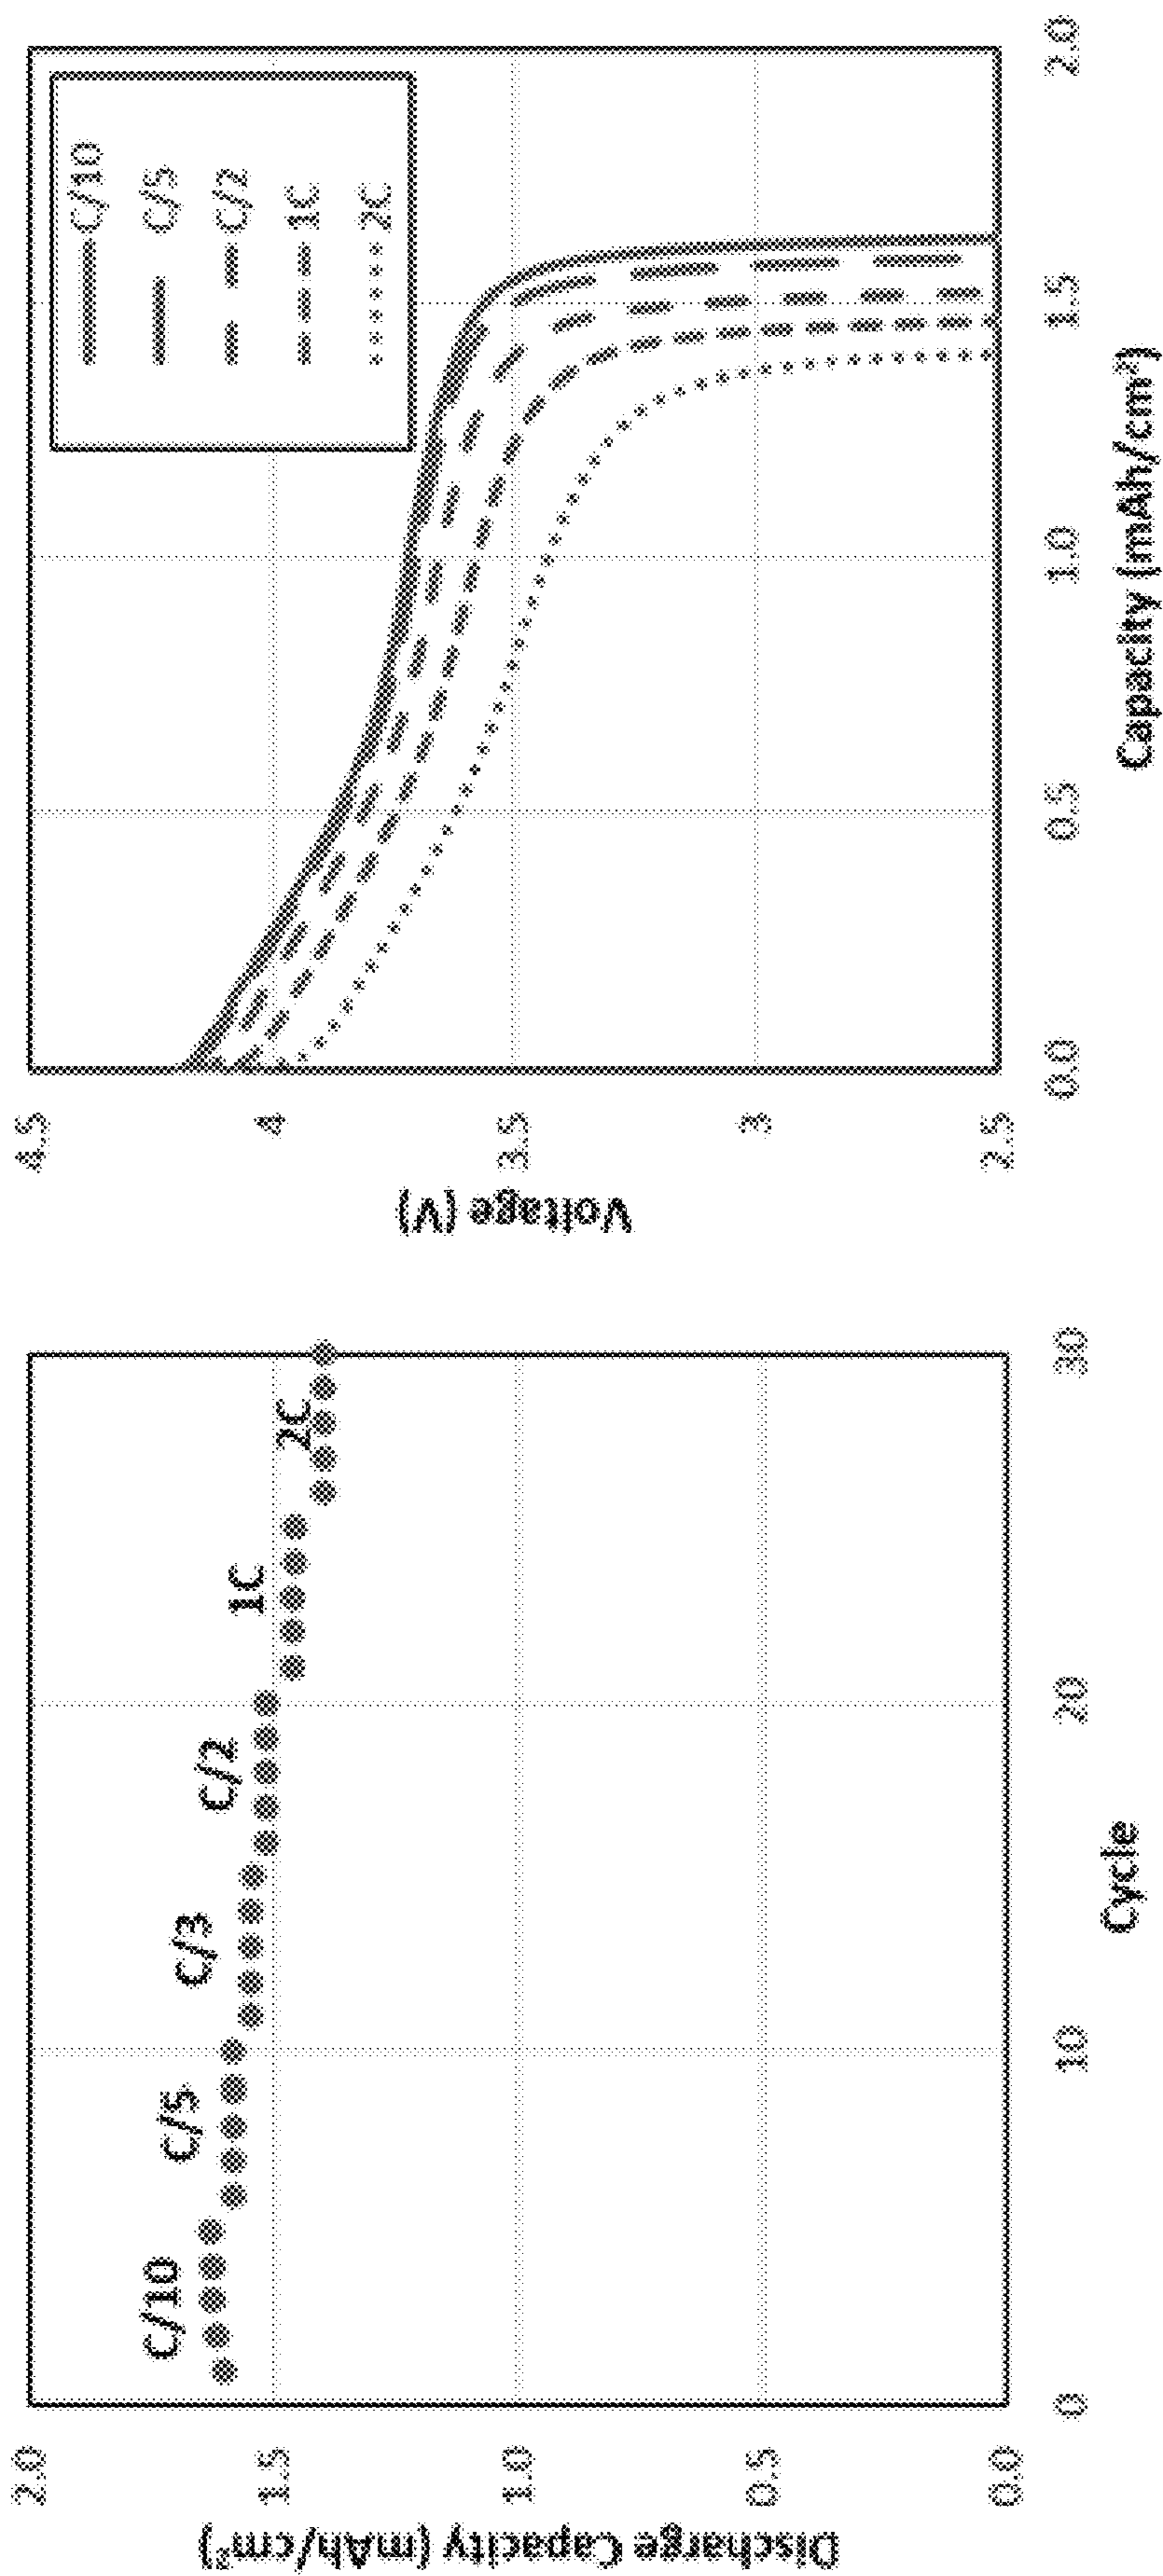 Discharge Capacity (mAh/cm²)
2.0
1.5
1.0
0.5
0.0
C/10
C/5
C/3
C/2
1C
2C
0
10
20
30
Cycle
Voltage (V)
4.5
4
3.5
3
2.5
C/10
C/5
C/2
1C
2C
0.0
0.5
1.0
1.5
2.0
Capacity (mAh/cm²)